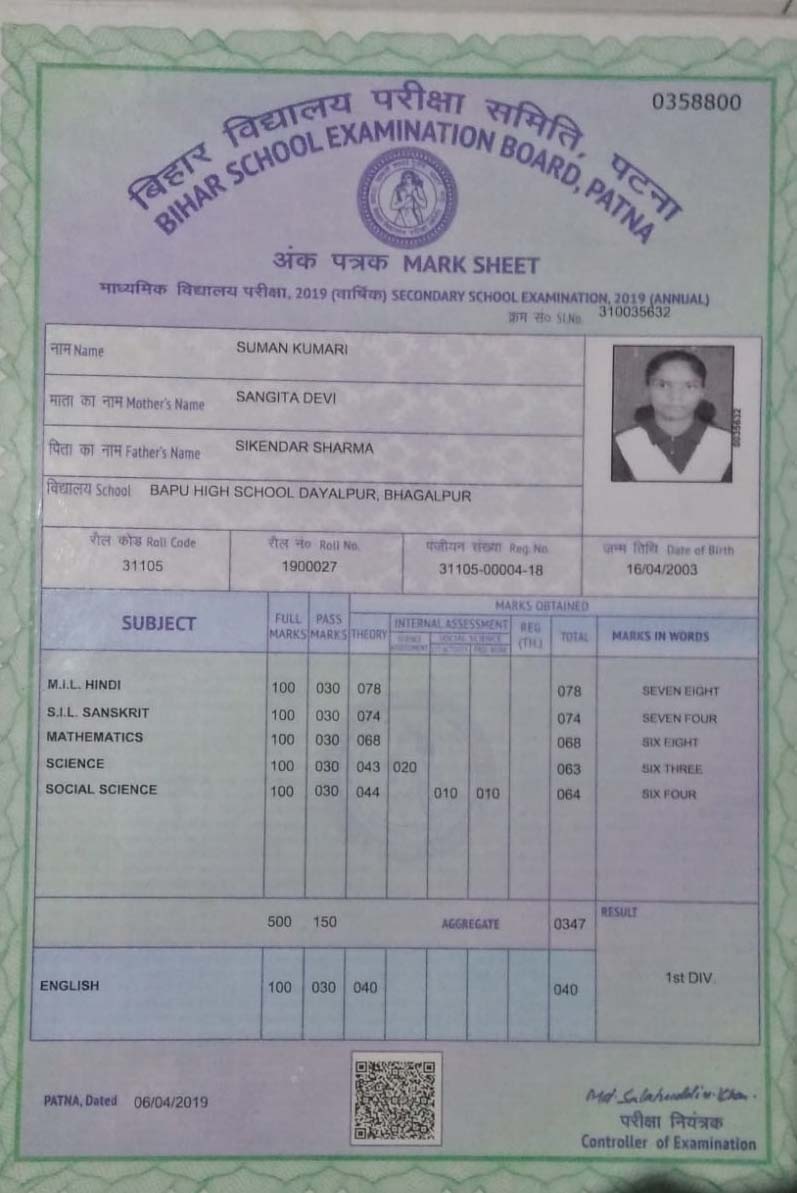 0358800
बिहार विद्यालय परीक्षा समिति, पटना
BIHAR SCHOOL EXAMINATION BOARD, PATNA
अंक पत्रक MARK SHEET
माध्यमिक विद्यालय परीक्षा, 2019 (वार्षिक) SECONDARY SCHOOL EXAMINATION, 2019 (ANNUAL)
क्रम सं० Sl.No. 310035632
नाम Name SUMAN KUMARI
माता का नाम Mother's Name SANGITA DEVI
0035632
पिता का नाम Father's Name SIKENDAR SHARMA
विद्यालय School BAPU HIGH SCHOOL DAYALPUR, BHAGALPUR
रौल कोड Roll Code रौल नं० Roll No. पंजीयन संख्या Reg. No. जन्म तिथि Date of Birth
31105 1900027 31105-00004-18 16/04/2003
MARKS OBTAINED
SUBJECT FULL MARKS PASS MARKS THEORY INTERNAL ASSESSMENT REG (TH.) TOTAL MARKS IN WORDS
SOCIAL SCIENCE
M.I.L. HINDI 100 030 078 078 SEVEN EIGHT
S.I.L. SANSKRIT 100 030 074 074 SEVEN FOUR
MATHEMATICS 100 030 068 068 SIX EIGHT
SCIENCE 100 030 043 020 063 SIX THREE
SOCIAL SCIENCE 100 030 044 010 010 064 SIX FOUR
500 150 AGGREGATE 0347 RESULT
1st DIV.
ENGLISH 100 030 040 040
PATNA, Dated 06/04/2019
परीक्षा नियंत्रक
Controller of Examination